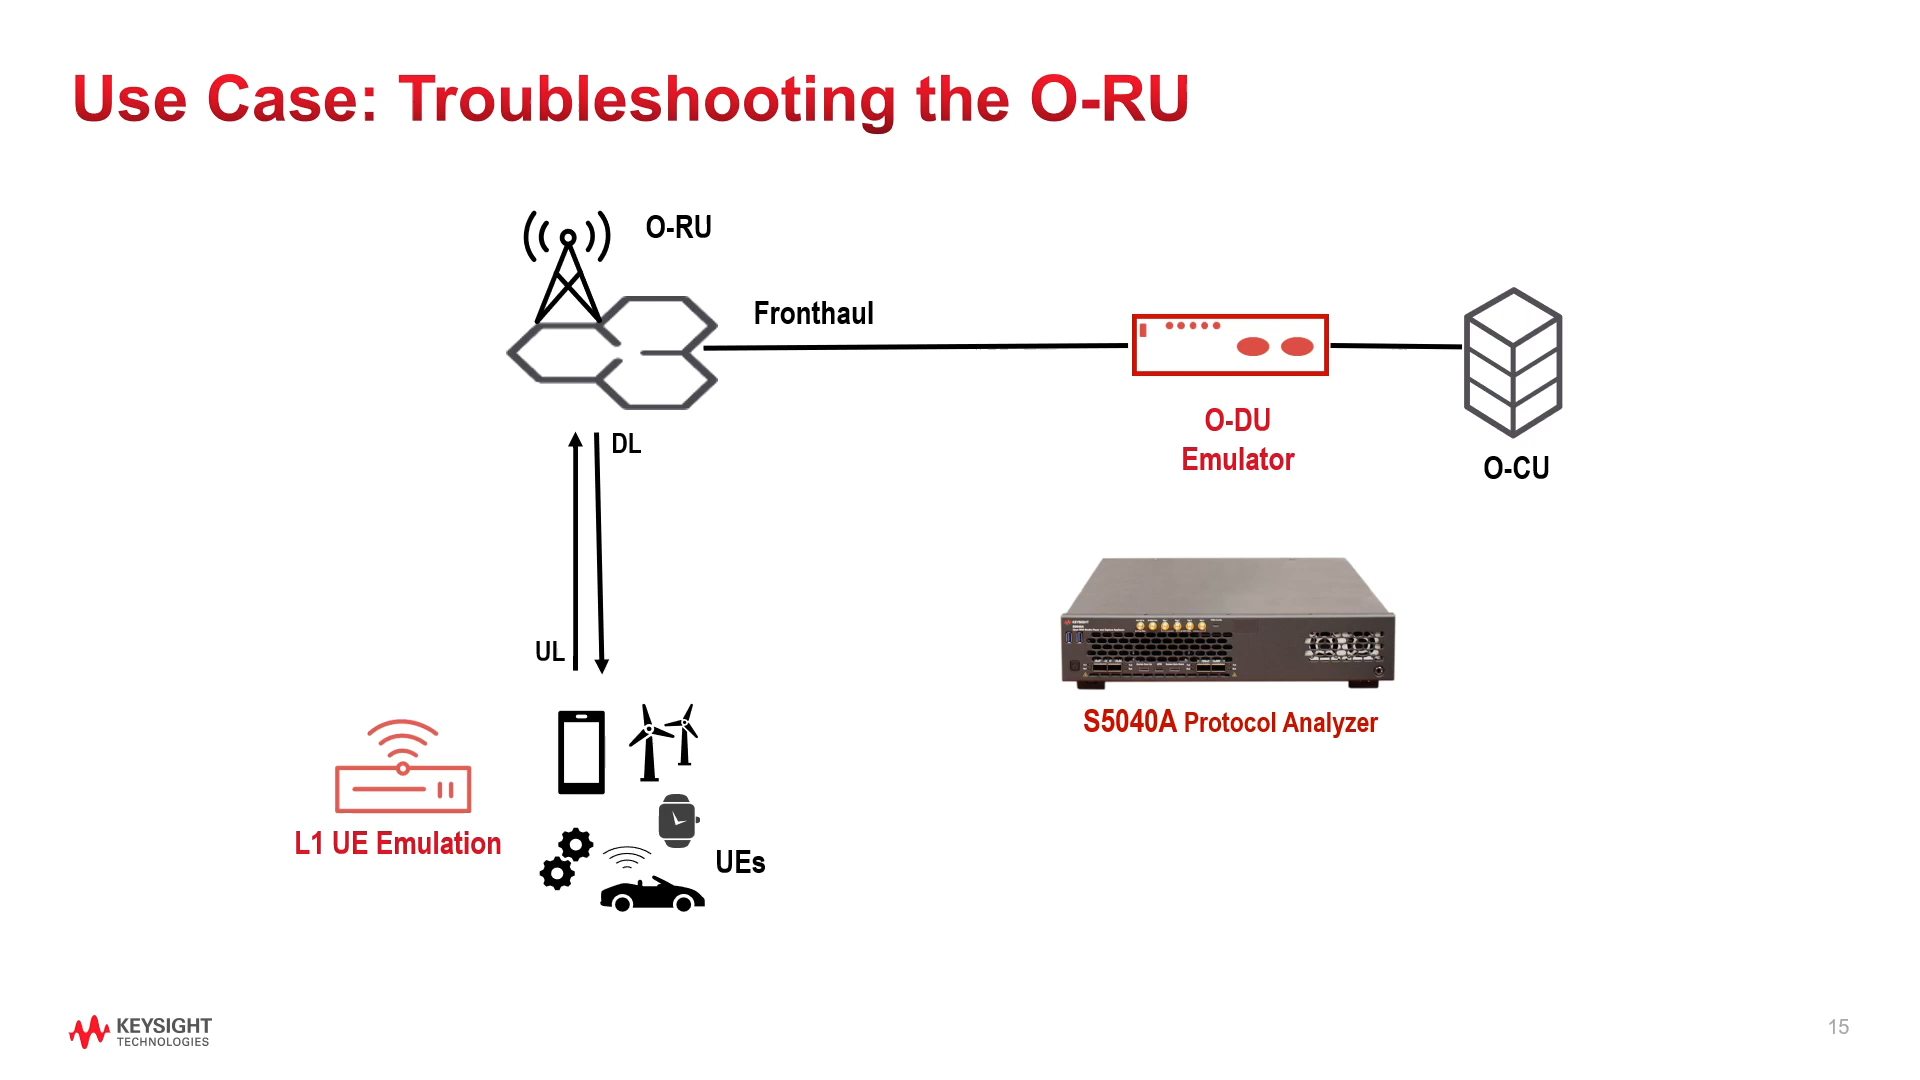 Use Case: Troubleshooting the O-RU
O-RU
Fronthaul
DL
O-DU
Emulator
O-CU
UL
KEYSIGHT
S5040A Protocol Analyzer
L1 UE Emulation
UEs
KEYSIGHT
TECHNOLOGIES
15